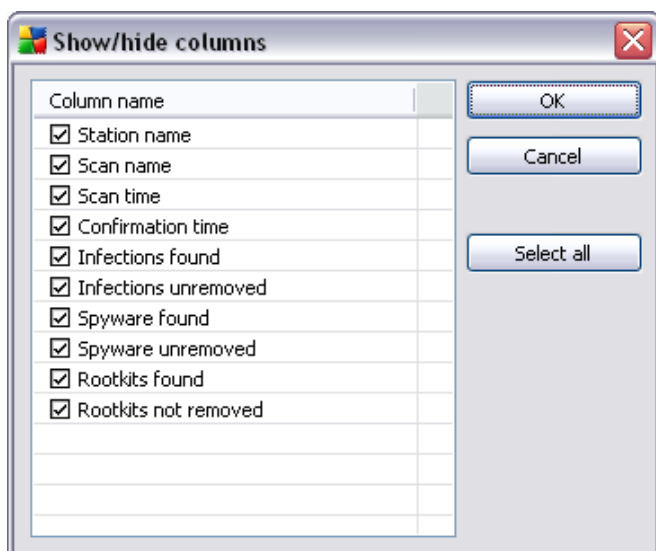 Show/hide columns
Column name
Station name
Scan name
Scan time
Confirmation time
Infections found
Infections unremoved
Spyware found
Spyware unremoved
Rootkits found
Rootkits not removed
OK
Cancel
Select all